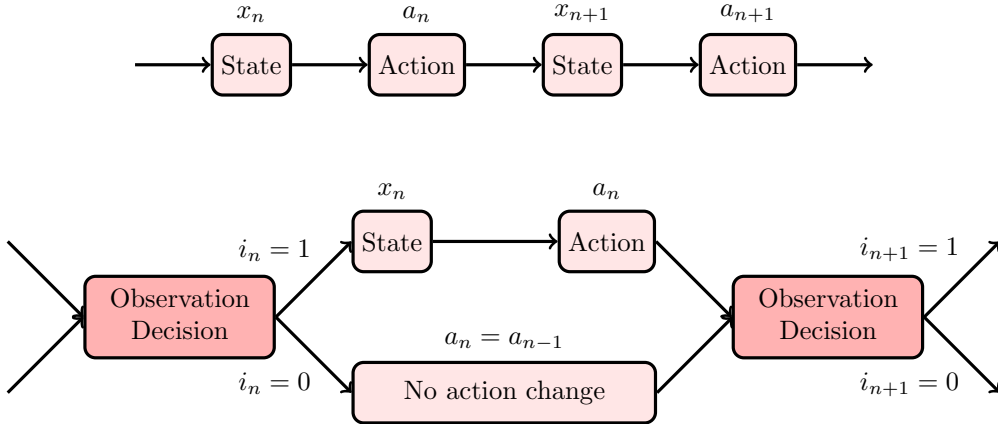 $x_n$ $a_n$ $x_{n+1}$ $a_{n+1}$
State Action State Action
$x_n$ $a_n$
$i_n = 1$ State Action $i_{n+1} = 1$
Observation Decision
Observation Decision
$a_n = a_{n-1}$
$i_n = 0$ No action change $i_{n+1} = 0$